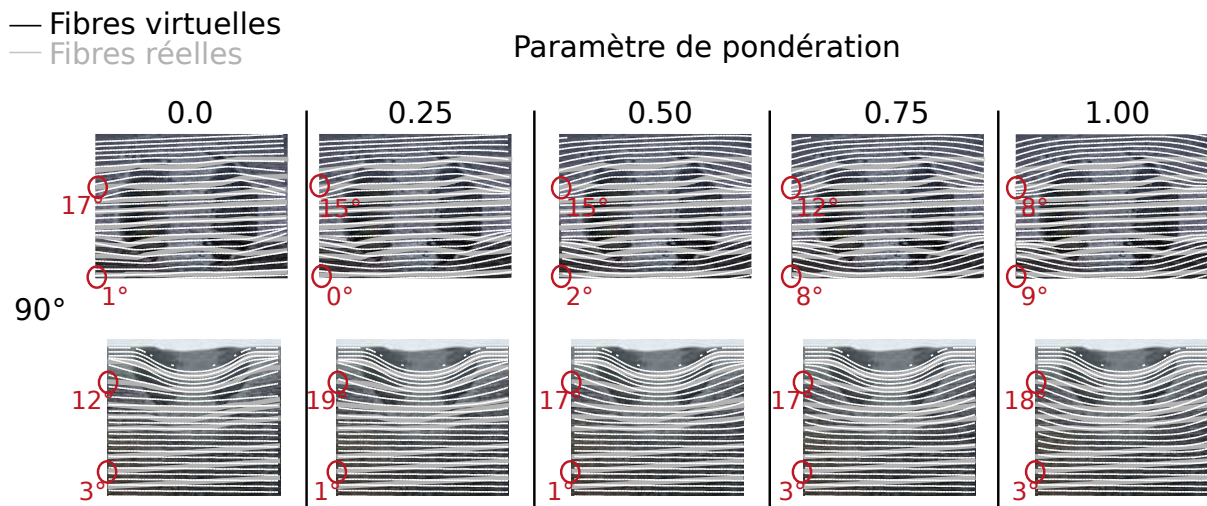 Fibres virtuelles
Fibres réelles
Paramètre de pondération
0.0 0.25 0.50 0.75 1.00
17° 15° 15° 12° 8°
1° 0° 2° 8° 9°
90°
12° 19° 17° 17° 18°
3° 1° 1° 3° 3°